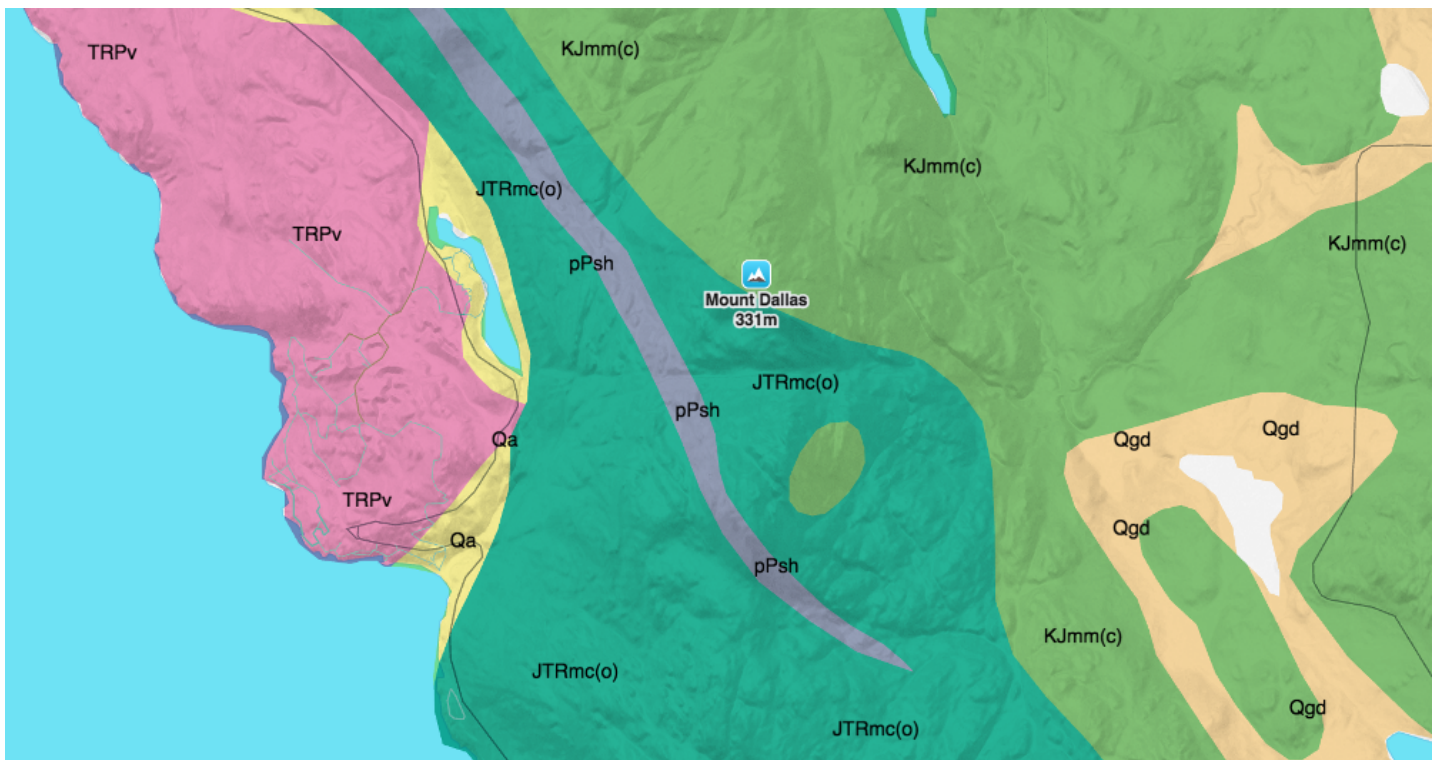 TRPv
KJmm(c)
KJmm(c)
JTRmc(o)
TRPv
KJmm(c)
pPsh
Mount Dallas
331m
JTRmc(o)
pPsh
Qgd
Qgd
Qa
TRPv
Qgd
Qa
pPsh
KJmm(c)
JTRmc(o)
Qgd
JTRmc(o)